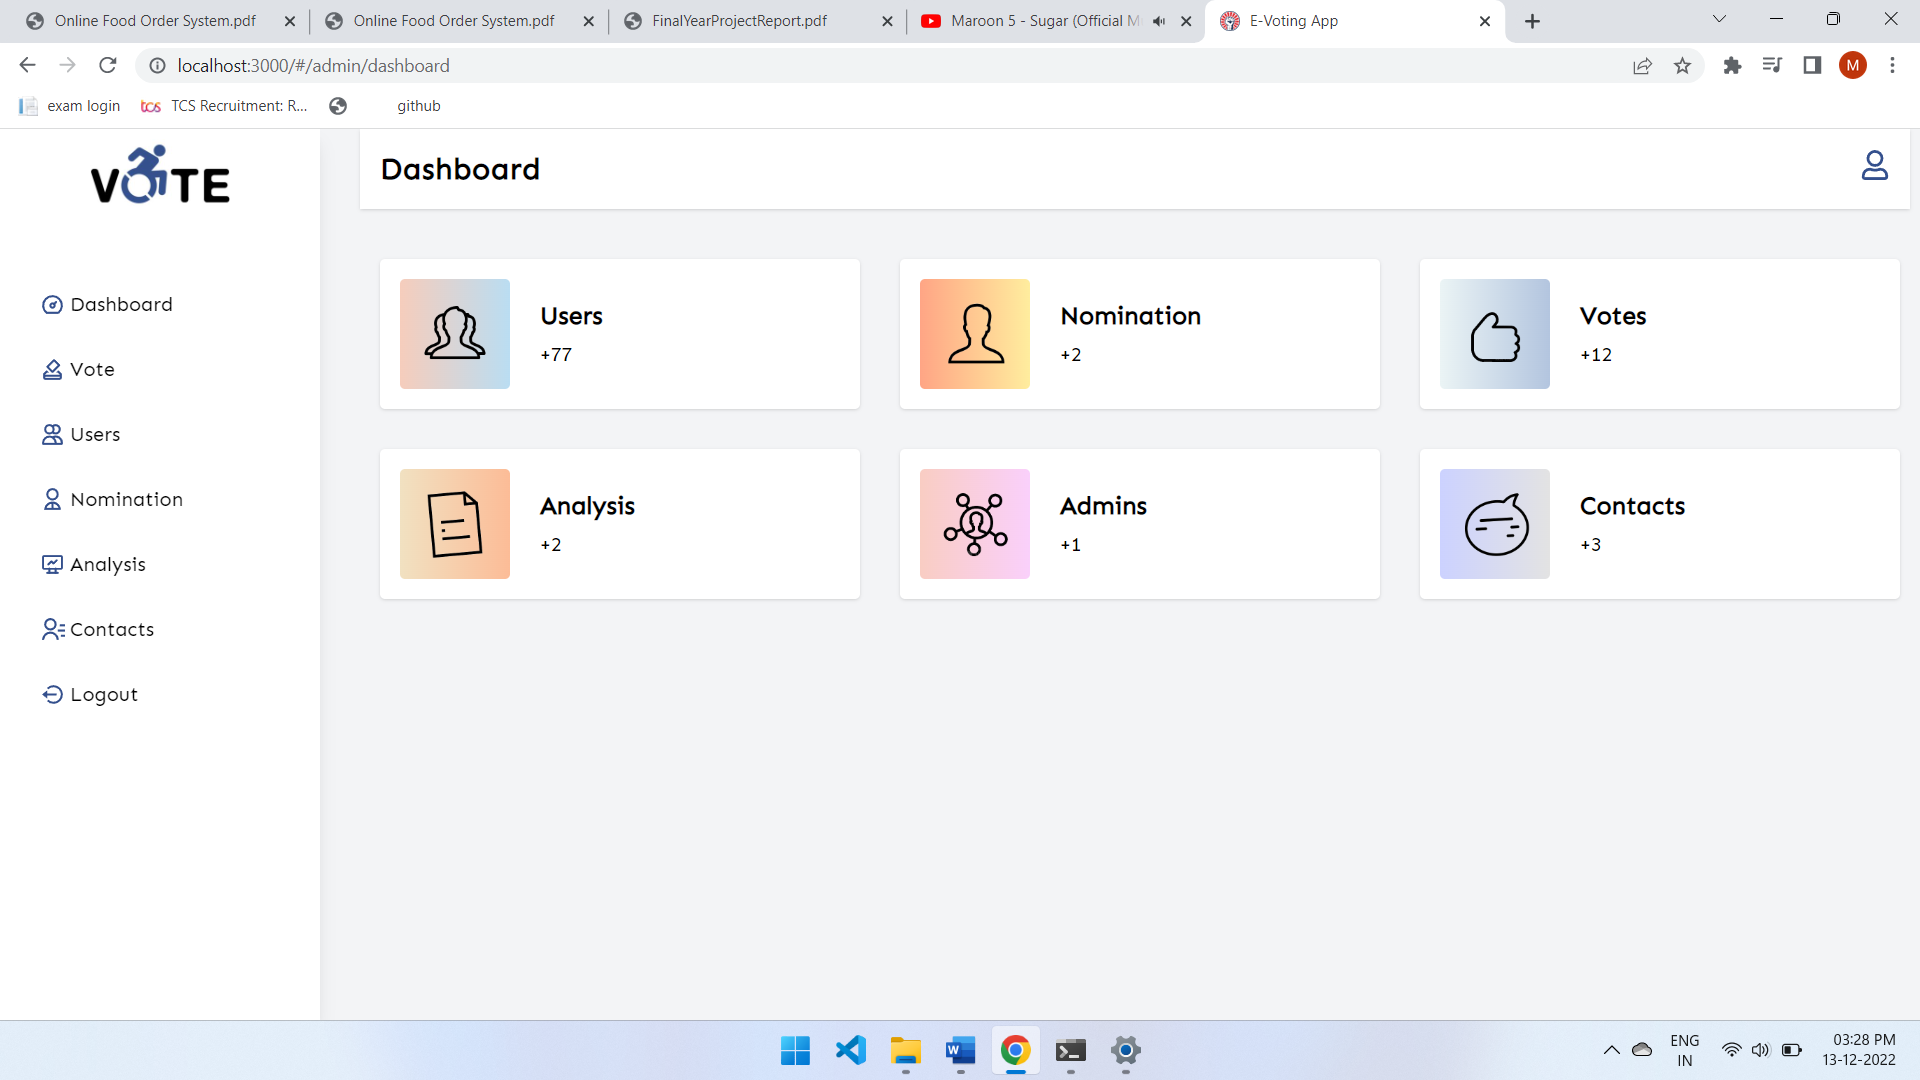 Online Food Order System.pdf
Online Food Order System.pdf
FinalYearProjectReport.pdf
Maroon 5 - Sugar (Official M
E-Voting App
localhost:3000/#/admin/dashboard
M
exam login
tcs TCS Recruitment: R...
github
VOTE
Dashboard
Dashboard
Vote
Users
Nomination
Analysis
Contacts
Logout
Users
+77
Nomination
+2
Votes
+12
Analysis
+2
Admins
+1
Contacts
+3
W
ENG
IN
03:28 PM
13-12-2022